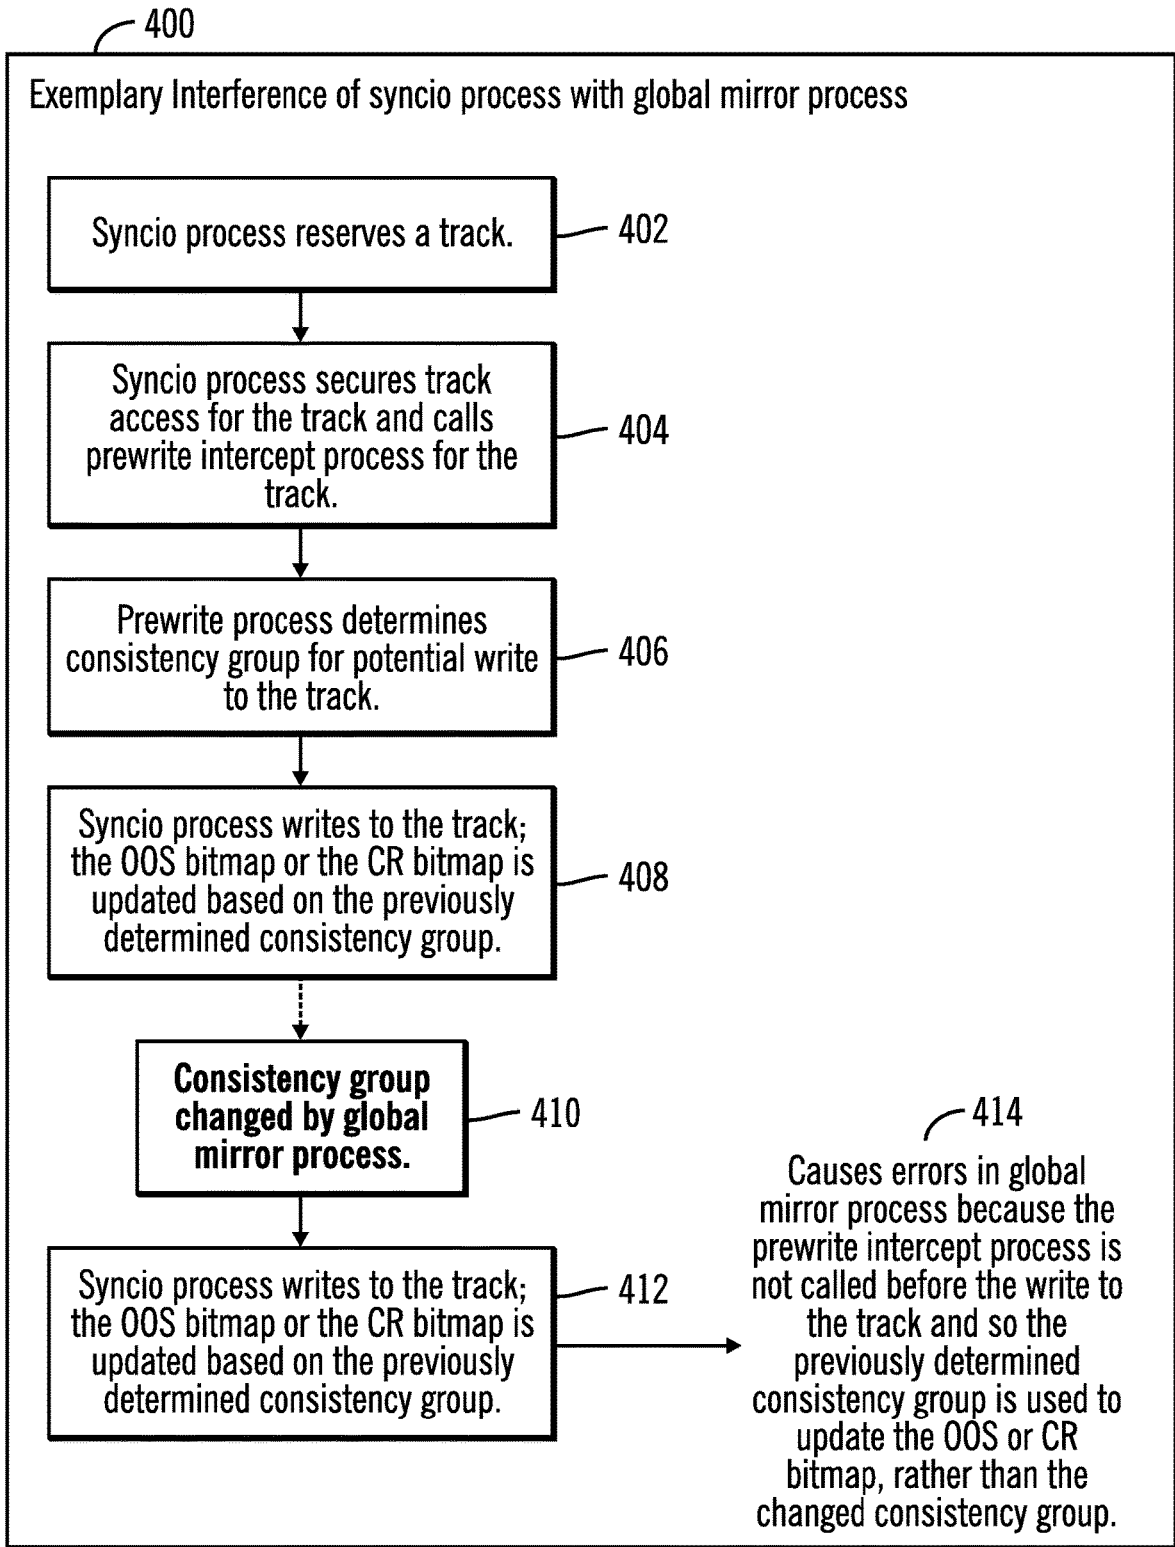 400
Exemplary Interference of syncio process with global mirror process
Syncio process reserves a track.
402
Syncio process secures track
access for the track and calls
prewrite intercept process for the
track.
404
Prewrite process determines
consistency group for potential write
to the track.
406
Syncio process writes to the track;
the OOS bitmap or the CR bitmap is
updated based on the previously
determined consistency group.
408
Consistency group
changed by global
mirror process.
410
Syncio process writes to the track;
the OOS bitmap or the CR bitmap is
updated based on the previously
determined consistency group.
412
414
Causes errors in global
mirror process because the
prewrite intercept process is
not called before the write to
the track and so the
previously determined
consistency group is used to
update the OOS or CR
bitmap, rather than the
changed consistency group.